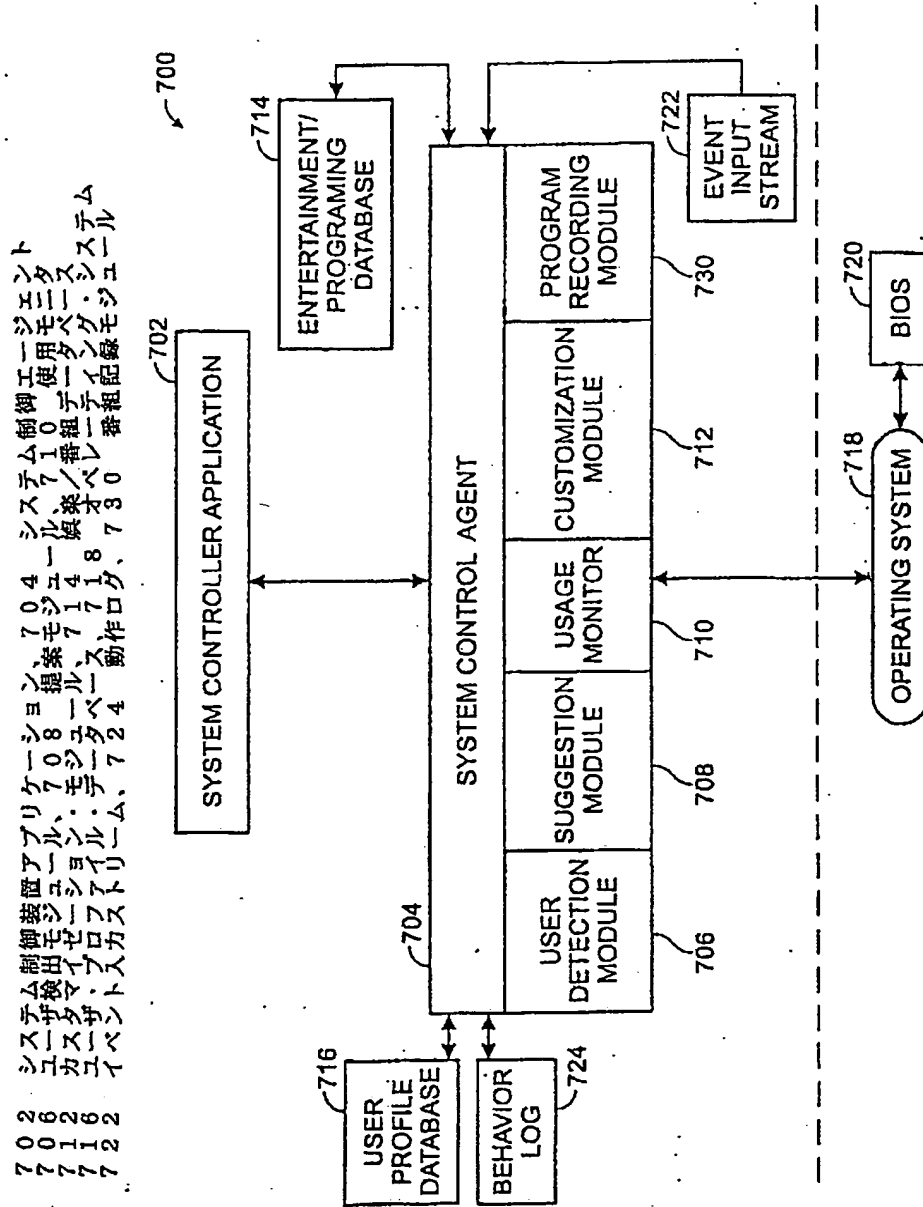 702 システム制御装置アプリケーション、704 システム制御エージェント
706 ユーザ検出モジュール、708 提案モジュール、710 使用モニタ
712 カスタマイゼーション・モジュール、714 娯楽/番組データベース
716 ユーザ・プロファイル・データベース、718 オペレーティング・システム
722 イベント入力ストリーム、724 動作ログ、730 番組記録モジュール
700
702
SYSTEM CONTROLLER APPLICATION
714
ENTERTAINMENT/
PROGRAMING
DATABASE
716
USER
PROFILE
DATABASE
BEHAVIOR
LOG
724
704
SYSTEM CONTROL AGENT
USER
DETECTION
MODULE
706
SUGGESTION
MODULE
708
USAGE
MONITOR
710
CUSTOMIZATION
MODULE
712
PROGRAM
RECORDING
MODULE
730
722
EVENT
INPUT
STREAM
718
OPERATING SYSTEM
720
BIOS